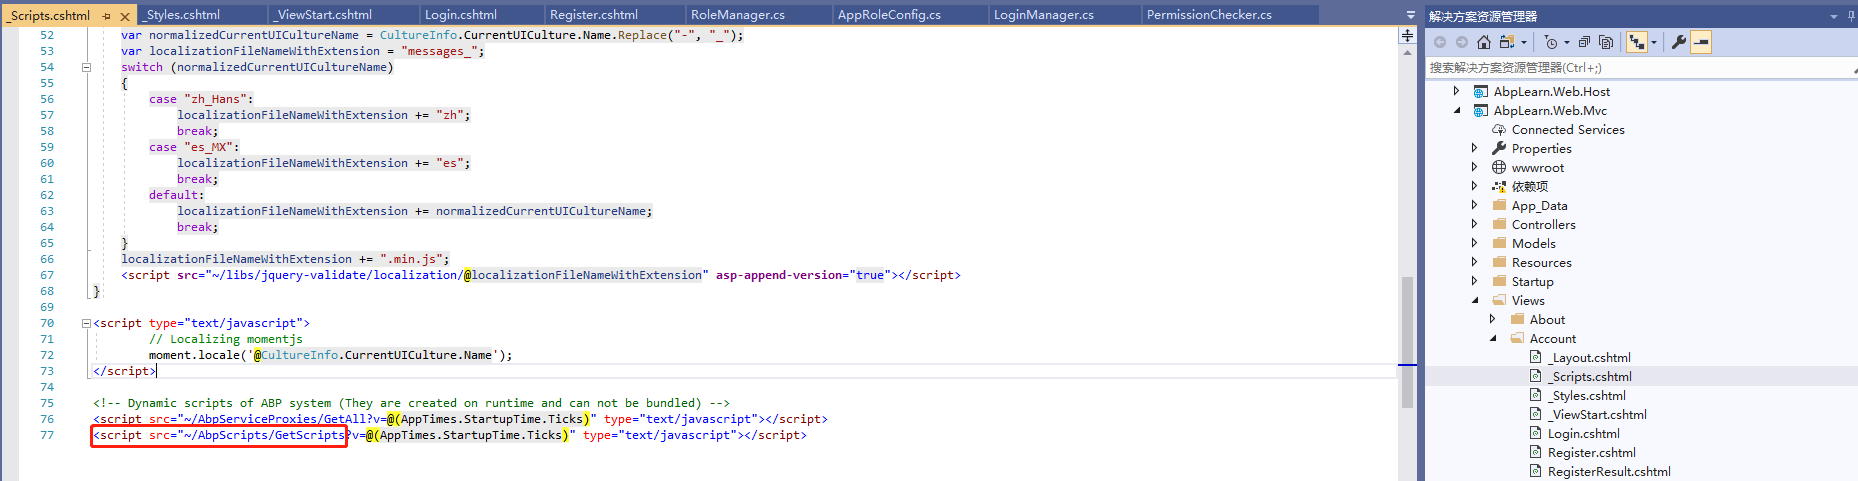 _Scripts.cshtml
_Styles.cshtml
_ViewStart.cshtml
Login.cshtml
Register.cshtml
RoleManager.cs
AppRoleConfig.cs
LoginManager.cs
PermissionChecker.cs
52 var normalizedCurrentUICultureName = CultureInfo.CurrentUICulture.Name.Replace("-", "_");
53 var localizationFileNameWithExtension = "messages_";
54 switch (normalizedCurrentUICultureName)
55 {
56 case "zh_Hans":
57 localizationFileNameWithExtension += "zh";
58 break;
59 case "es_MX":
60 localizationFileNameWithExtension += "es";
61 break;
62 default:
63 localizationFileNameWithExtension += normalizedCurrentUICultureName;
64 break;
65 }
66 localizationFileNameWithExtension += ".min.js";
67 <script src="~/libs/jquery-validate/localization/@localizationFileNameWithExtension" asp-append-version="true"></script>
68 }
69
70 <script type="text/javascript">
71 // Localizing momentjs
72 moment.locale('@CultureInfo.CurrentUICulture.Name');
73 </script>
74
75 <!-- Dynamic scripts of ABP system (They are created on runtime and can not be bundled) -->
76 <script src="~/AbpServiceProxies/GetAll?v=@(AppTimes.StartupTime.Ticks)" type="text/javascript"></script>
77 <script src="~/AbpScripts/GetScripts?v=@(AppTimes.StartupTime.Ticks)" type="text/javascript"></script>
解决方案资源管理器
搜索解决方案资源管理器(Ctrl+;)
AbpLearn.Web.Host
AbpLearn.Web.Mvc
Connected Services
Properties
wwwroot
依赖项
App_Data
Controllers
Models
Resources
Startup
Views
About
Account
_Layout.cshtml
_Scripts.cshtml
_Styles.cshtml
_ViewStart.cshtml
Login.cshtml
Register.cshtml
RegisterResult.cshtml